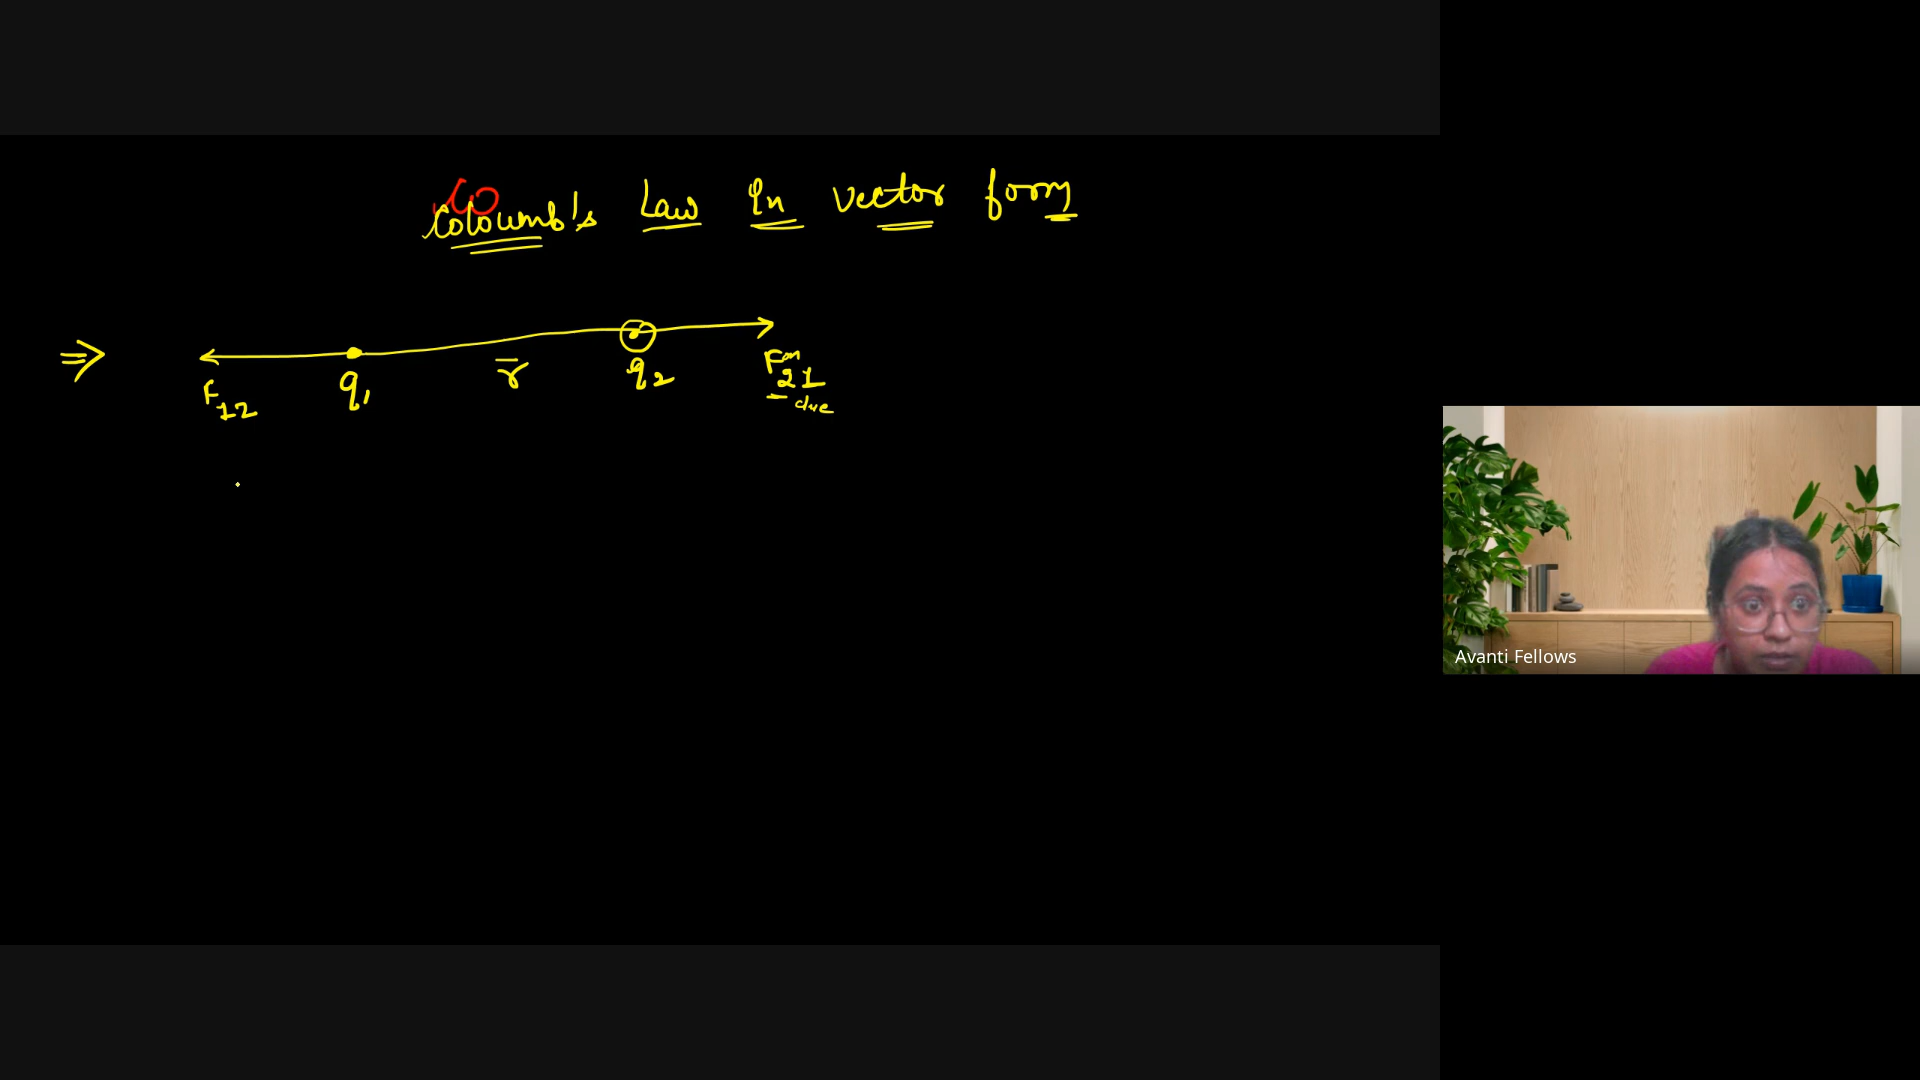 Coloumb's Law In vector form
F12 q1 r̅ q2 F21
on
due
Avanti Fellows